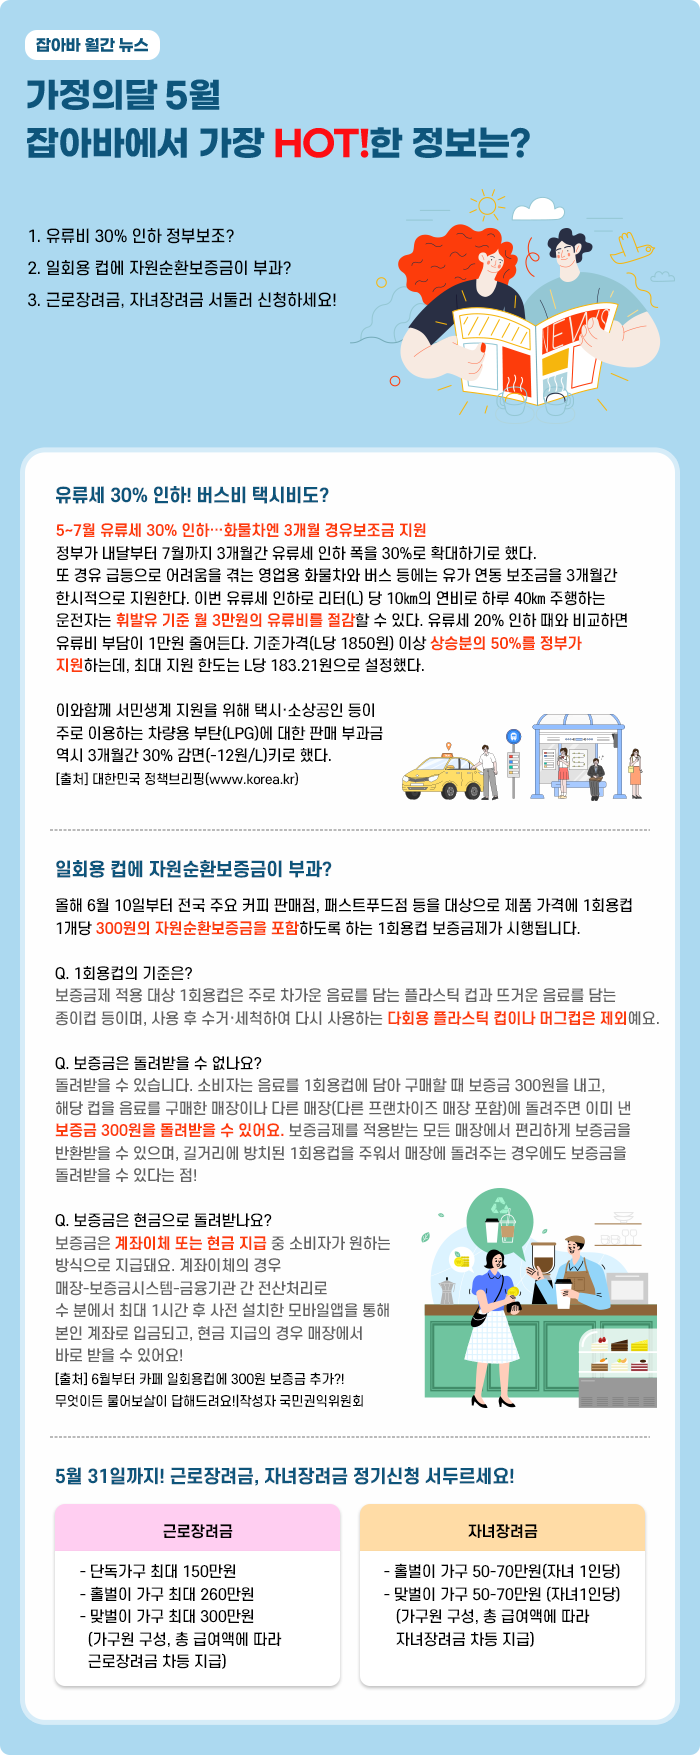 잡아바 월간 뉴스
가정의달 5월
잡아바에서 가장 HOT!한 정보는?
1. 유류비 30% 인하 정부보조?
2. 일회용 컵에 자원순환보증금이 부과?
3. 근로장려금, 자녀장려금 서둘러 신청하세요!
NEWS
유류세 30% 인하! 버스비 택시비도?
5~7월 유류세 30% 인하…화물차엔 3개월 경유보조금 지원
정부가 내달부터 7월까지 3개월간 유류세 인하 폭을 30%로 확대하기로 했다.
또 경유 급등으로 어려움을 겪는 영업용 화물차와 버스 등에는 유가 연동 보조금을 3개월간
한시적으로 지원한다. 이번 유류세 인하로 리터(L) 당 10㎞의 연비로 하루 40㎞ 주행하는
운전자는 휘발유 기준 월 3만원의 유류비를 절감할 수 있다. 유류세 20% 인하 때와 비교하면
유류비 부담이 1만원 줄어든다. 기준가격(L당 1850원) 이상 상승분의 50%를 정부가
지원하는데, 최대 지원 한도는 L당 183.21원으로 설정했다.
이와함께 서민생계 지원을 위해 택시·소상공인 등이
주로 이용하는 차량용 부탄(LPG)에 대한 판매 부과금
역시 3개월간 30% 감면(-12원/L)키로 했다.
[출처] 대한민국 정책브리핑(www.korea.kr)
일회용 컵에 자원순환보증금이 부과?
올해 6월 10일부터 전국 주요 커피 판매점, 패스트푸드점 등을 대상으로 제품 가격에 1회용컵
1개당 300원의 자원순환보증금을 포함하도록 하는 1회용컵 보증금제가 시행됩니다.
Q. 1회용컵의 기준은?
보증금제 적용 대상 1회용컵은 주로 차가운 음료를 담는 플라스틱 컵과 뜨거운 음료를 담는
종이컵 등이며, 사용 후 수거·세척하여 다시 사용하는 다회용 플라스틱 컵이나 머그컵은 제외예요.
Q. 보증금은 돌려받을 수 없나요?
돌려받을 수 있습니다. 소비자는 음료를 1회용컵에 담아 구매할 때 보증금 300원을 내고,
해당 컵을 음료를 구매한 매장이나 다른 매장(다른 프랜차이즈 매장 포함)에 돌려주면 이미 낸
보증금 300원을 돌려받을 수 있어요. 보증금제를 적용받는 모든 매장에서 편리하게 보증금을
반환받을 수 있으며, 길거리에 방치된 1회용컵을 주워서 매장에 돌려주는 경우에도 보증금을
돌려받을 수 있다는 점!
Q. 보증금은 현금으로 돌려받나요?
보증금은 계좌이체 또는 현금 지급 중 소비자가 원하는
방식으로 지급돼요. 계좌이체의 경우
매장-보증금시스템-금융기관 간 전산처리로
수 분에서 최대 1시간 후 사전 설치한 모바일앱을 통해
본인 계좌로 입금되고, 현금 지급의 경우 매장에서
바로 받을 수 있어요!
[출처] 6월부터 카페 일회용컵에 300원 보증금 추가?!
무엇이든 물어보살이 답해드려요!|작성자 국민권익위원회
5월 31일까지! 근로장려금, 자녀장려금 정기신청 서두르세요!
근로장려금
- 단독가구 최대 150만원
- 홀벌이 가구 최대 260만원
- 맞벌이 가구 최대 300만원
(가구원 구성, 총 급여액에 따라
근로장려금 차등 지급)
자녀장려금
- 홀벌이 가구 50-70만원(자녀 1인당)
- 맞벌이 가구 50-70만원 (자녀1인당)
(가구원 구성, 총 급여액에 따라
자녀장려금 차등 지급)